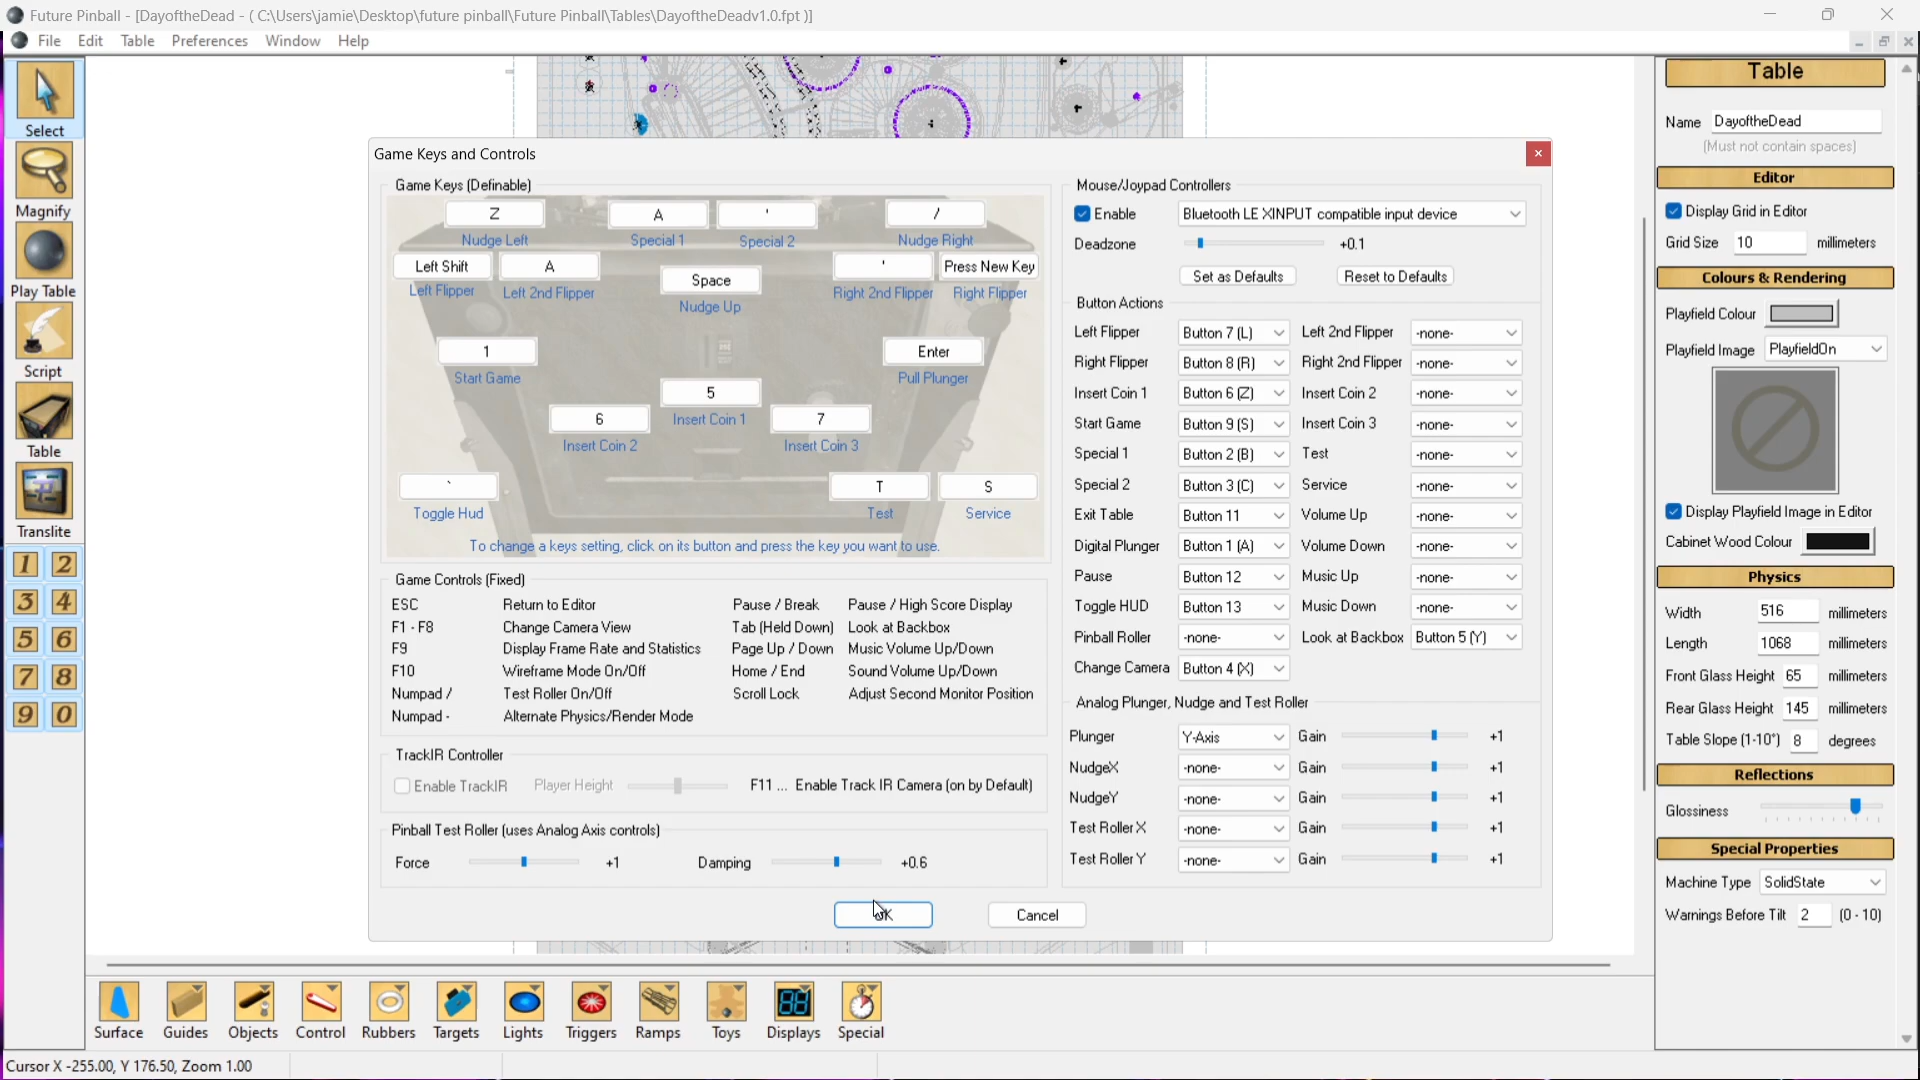 Future Pinball - [DayoftheDead - ( C:\Users\jamie\Desktop\future pinball\Future Pinball\Tables\DayoftheDeadv1.0.fpt )]
File Edit Table Preferences Window Help
Select
Magnify
Play Table
Script
Table
Translite
1 2
3 4
5 6
7 8
9 0
Game Keys and Controls
Game Keys (Definable)
Z A ' /
Nudge Left Special 1 Special 2 Nudge Right
Left Shift A Space ' Press New Key
Left Flipper Left 2nd Flipper Nudge Up Right 2nd Flipper Right Flipper
1 Enter
Start Game Pull Plunger
5
Insert Coin 1
6 7
Insert Coin 2 Insert Coin 3
` T S
Toggle Hud Test Service
To change a keys setting, click on its button and press the key you want to use.
Game Controls (Fixed)
ESC Return to Editor Pause / Break Pause / High Score Display
F1 - F8 Change Camera View Tab (Held Down) Look at Backbox
F9 Display Frame Rate and Statistics Page Up / Down Music Volume Up/Down
F10 Wireframe Mode On/Off Home / End Sound Volume Up/Down
Numpad / Test Roller On/Off Scroll Lock Adjust Second Monitor Position
Numpad - Alternate Physics/Render Mode
TrackIR Controller
Enable TrackIR Player Height F11 ... Enable Track IR Camera (on by Default)
Pinball Test Roller (uses Analog Axis controls)
Force +1 Damping +0.6
Mouse/Joypad Controllers
Enable Bluetooth LE XINPUT compatible input device
Deadzone +0.1
Set as Defaults Reset to Defaults
Button Actions
Left Flipper Button 7 (L) Left 2nd Flipper -none-
Right Flipper Button 8 (R) Right 2nd Flipper -none-
Insert Coin 1 Button 6 (Z) Insert Coin 2 -none-
Start Game Button 9 (S) Insert Coin 3 -none-
Special 1 Button 2 (B) Test -none-
Special 2 Button 3 (C) Service -none-
Exit Table Button 11 Volume Up -none-
Digital Plunger Button 1 (A) Volume Down -none-
Pause Button 12 Music Up -none-
Toggle HUD Button 13 Music Down -none-
Pinball Roller -none- Look at Backbox Button 5 (Y)
Change Camera Button 4 (X)
Analog Plunger, Nudge and Test Roller
Plunger Y-Axis Gain +1
NudgeX -none- Gain +1
NudgeY -none- Gain +1
Test Roller X -none- Gain +1
Test Roller Y -none- Gain +1
OK Cancel
Table
Name DayoftheDead
(Must not contain spaces)
Editor
Display Grid in Editor
Grid Size 10 millimeters
Colours & Rendering
Playfield Colour
Playfield Image PlayfieldOn
Display Playfield Image in Editor
Cabinet Wood Colour
Physics
Width 516 millimeters
Length 1068 millimeters
Front Glass Height 65 millimeters
Rear Glass Height 145 millimeters
Table Slope (1-10°) 8 degrees
Reflections
Glossiness
Special Properties
Machine Type SolidState
Warnings Before Tilt 2 (0 - 10)
Surface Guides Objects Control Rubbers Targets Lights Triggers Ramps Toys Displays Special
Cursor X -255.00, Y 176.50, Zoom 1.00